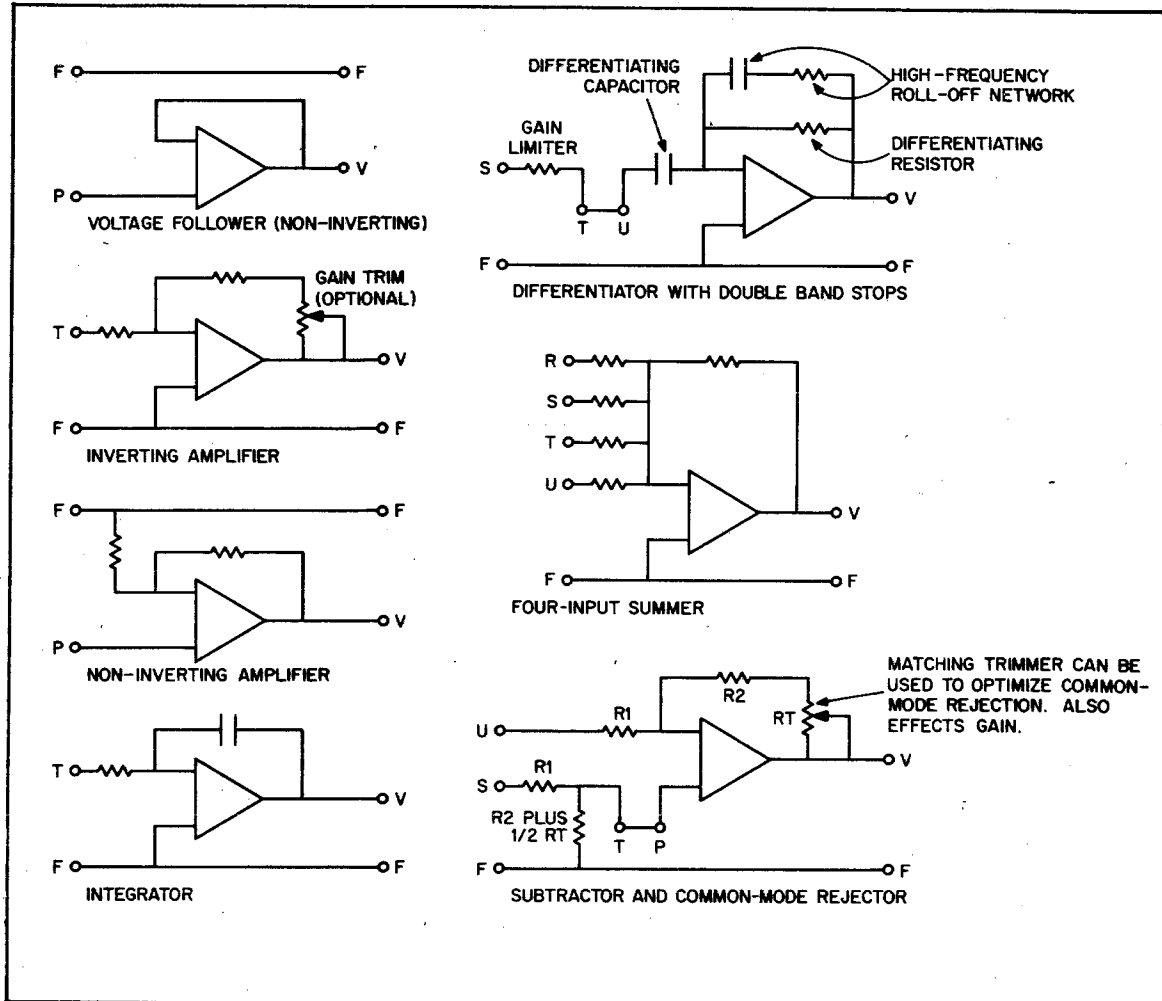 F F
V
P
VOLTAGE FOLLOWER (NON-INVERTING)
GAIN TRIM
(OPTIONAL)
T
V
F F
INVERTING AMPLIFIER
F F
V
P
NON-INVERTING AMPLIFIER
T
V
F F
INTEGRATOR
DIFFERENTIATING
CAPACITOR
HIGH-FREQUENCY
ROLL-OFF NETWORK
GAIN
LIMITER
DIFFERENTIATING
RESISTOR
S
V
T U
F F
DIFFERENTIATOR WITH DOUBLE BAND STOPS
R
S
T
U
V
F F
FOUR-INPUT SUMMER
MATCHING TRIMMER CAN BE
USED TO OPTIMIZE COMMON-
MODE REJECTION. ALSO
EFFECTS GAIN.
R2
RT
R1
U
V
R1
S
R2 PLUS
1/2 RT
T P
F F
SUBTRACTOR AND COMMON-MODE REJECTOR